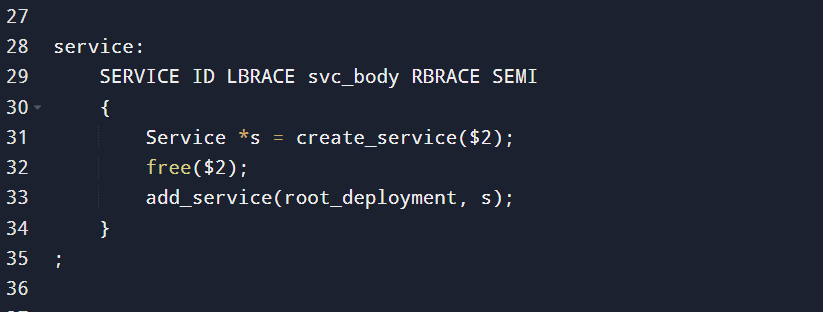 27
28 service:
29     SERVICE ID LBRACE svc_body RBRACE SEMI
30     {
31         Service *s = create_service($2);
32         free($2);
33         add_service(root_deployment, s);
34     }
35 ;
36